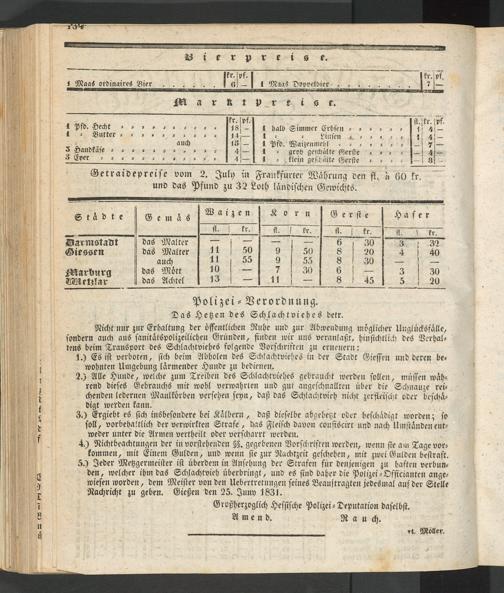 134
Bierpreise.
kr. pf. kr. pf.
1 Maas ordinaires Bier 6 — 1 Maas Doppelbier 7 —
Marktpreise.
kr. pf. fl. kr. pf.
1 Pfd. Hecht 18 — 1 halb Simmer Erbsen 1 4 —
1 „ Butter 14 — 1 „ Linsen 1 4 —
auch 13 — 1 Pfd. Waizenmehl — 7 —
3 Handkäse 4 — 1 „ grob geschälte Gerste — 4 —
3 Eyer 4 — 1 „ klein geschälte Gerste — 8
Getraidepreise vom 2. July in Frankfurter Währung den fl. à 60 kr.
und das Pfund zu 32 Loth ländischen Gewichts.
Städte Gemäs Waizen Korn Gerste Hafer
fl. kr. fl. kr. fl. kr. fl. kr.
Darmstadt das Malter — — — — 6 30 3 32
Giessen das Malter 11 50 9 50 8 20 4 40
auch 11 55 9 55 8 30 — —
Marburg das Mött 10 — 7 30 6 — 3 30
Wetzlar das Achtel 13 — 11 — 8 45 5 20
Polizei-Verordnung.
Das Hetzen des Schlachtviehes betr.
Nicht nur zur Erhaltung der öffentlichen Ruhe und zur Abwendung möglicher Unglücksfälle,
sondern auch aus sanitätspolizeilichen Gründen, finden wir uns veranlaßt, hinsichtlich des Verhal-
tens beim Transport des Schlachtviehes folgende Vorschriften zu erneuern:
1.) Es ist verboten, sich beim Abholen des Schlachtviehes in der Stadt Giessen und deren be-
wohnten Umgebung lärmender Hunde zu bedienen.
2.) Alle Hunde, welche zum Treiben des Schlachtviehes gebraucht werden sollen, müssen wäh-
rend dieses Gebrauchs mit wohl verwahrten und gut angeschnallten über die Schnauze rei-
chenden ledernen Maulkörben versehen seyn, daß das Schlachtvieh nicht zerfleischt oder beschä-
digt werden kann.
3.) Ergiebt es sich insbesondere bei Kälbern, daß dieselbe abgehetzt oder beschädigt worden; so
soll, vorbehaltlich der verwirkten Strafe, das Fleisch davon confiscirt und nach Umständen ent-
weder unter die Armen vertheilt oder verscharrt werden.
4.) Nichtbeachtungen der in vorstehenden §§. gegebenen Vorschriften werden, wenn sie am Tage vor-
kommen, mit Einem Gulden, und wenn sie zur Nachtzeit geschehen, mit zwei Gulden bestraft.
5.) Jeder Metzgermeister ist überdem in Ansehung der Strafen für denjenigen zu haften verbun-
den, welcher ihm das Schlachtvieh überbringt, und es sind daher die Polizei-Officianten ange-
wiesen worden, dem Meister von den Uebertretungen seines Beauftragten jedesmal auf der Stelle
Nachricht zu geben. Gießen den 25. Juny 1831.
Großherzoglich Hessische Polizei-Deputation daselbst.
Amend. Rauch.
vt. Möller.